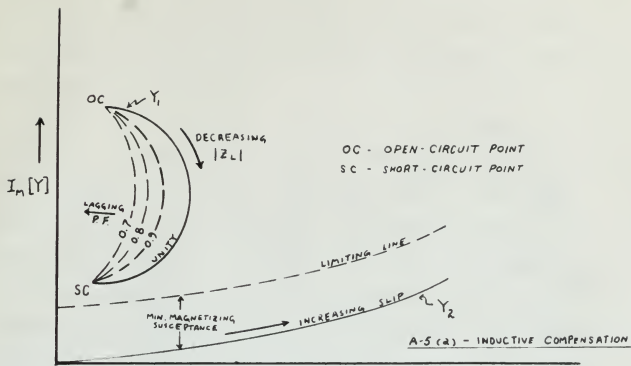 OC
Y1
DECREASING
|ZL|
OC - OPEN-CIRCUIT POINT
SC - SHORT-CIRCUIT POINT
Im[Y]
LAGGING
P.F.
0.7
0.8
0.9
UNITY
SC
LIMITING LINE
MIN. MAGNETIZING
SUSCEPTANCE
INCREASING SLIP
Y2
A-5(a) - INDUCTIVE COMPENSATION